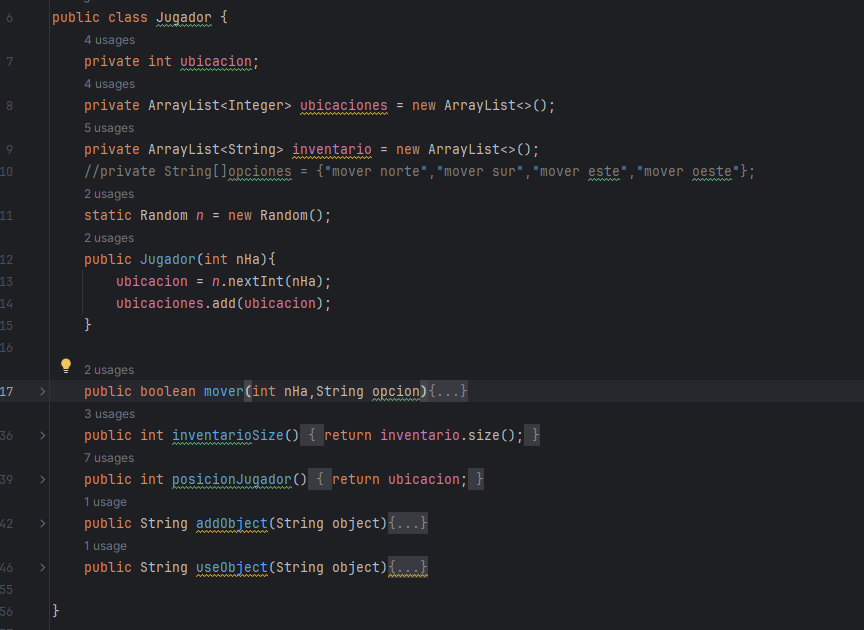 6 public class Jugador {
4 usages
7 private int ubicacion;
4 usages
8 private ArrayList<Integer> ubicaciones = new ArrayList<>();
5 usages
9 private ArrayList<String> inventario = new ArrayList<>();
10 //private String[]opciones = {"mover norte","mover sur","mover este","mover oeste"};
2 usages
11 static Random n = new Random();
2 usages
12 public Jugador(int nHa){
13 ubicacion = n.nextInt(nHa);
14 ubicaciones.add(ubicacion);
15 }
16
2 usages
17 public boolean mover(int nHa,String opcion){...}
3 usages
36 public int inventarioSize() { return inventario.size(); }
7 usages
39 public int posicionJugador() { return ubicacion; }
1 usage
42 public String addObject(String object){...}
1 usage
46 public String useObject(String object){...}
55
56 }